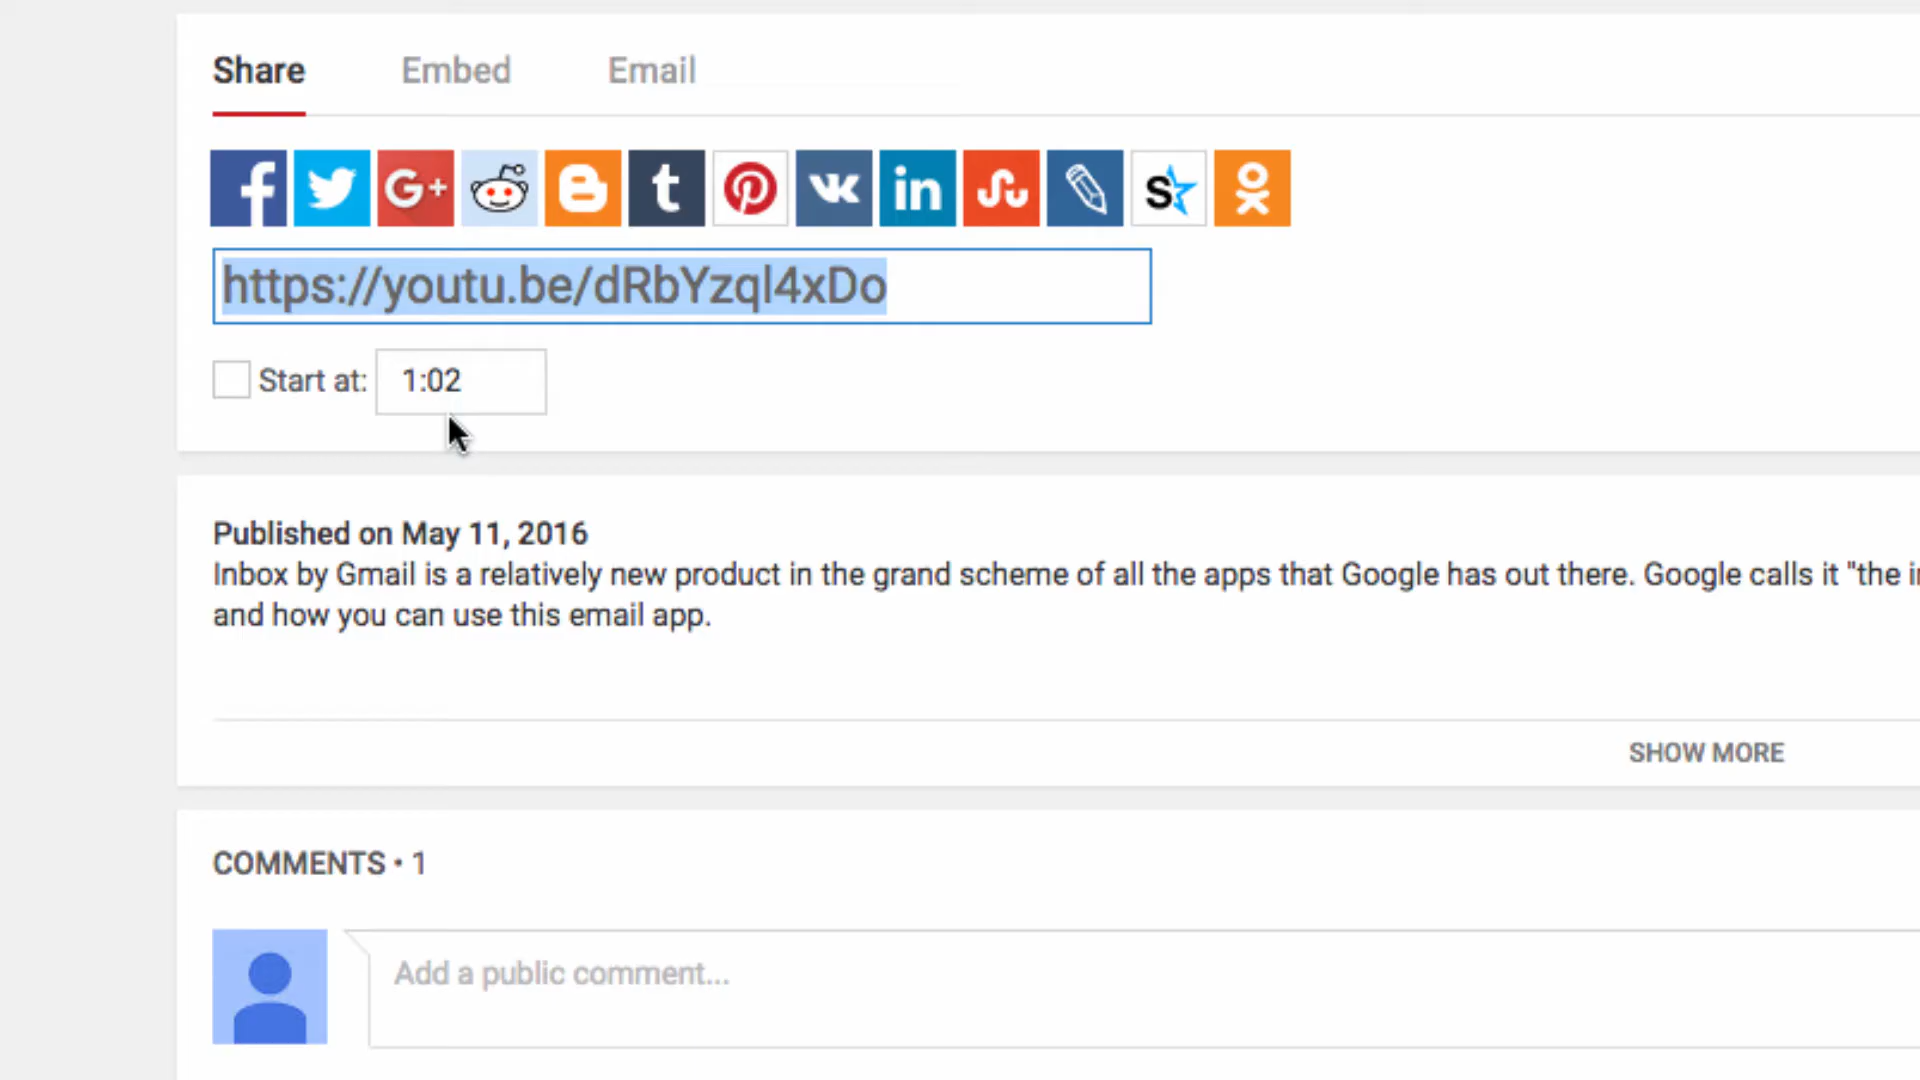 Share Embed Email
f G+ B t P VK in S
https://youtu.be/dRbYzql4xDo
Start at: 1:02
Published on May 11, 2016
Inbox by Gmail is a relatively new product in the grand scheme of all the apps that Google has out there. Google calls it "the i
and how you can use this email app.
SHOW MORE
COMMENTS • 1
Add a public comment...